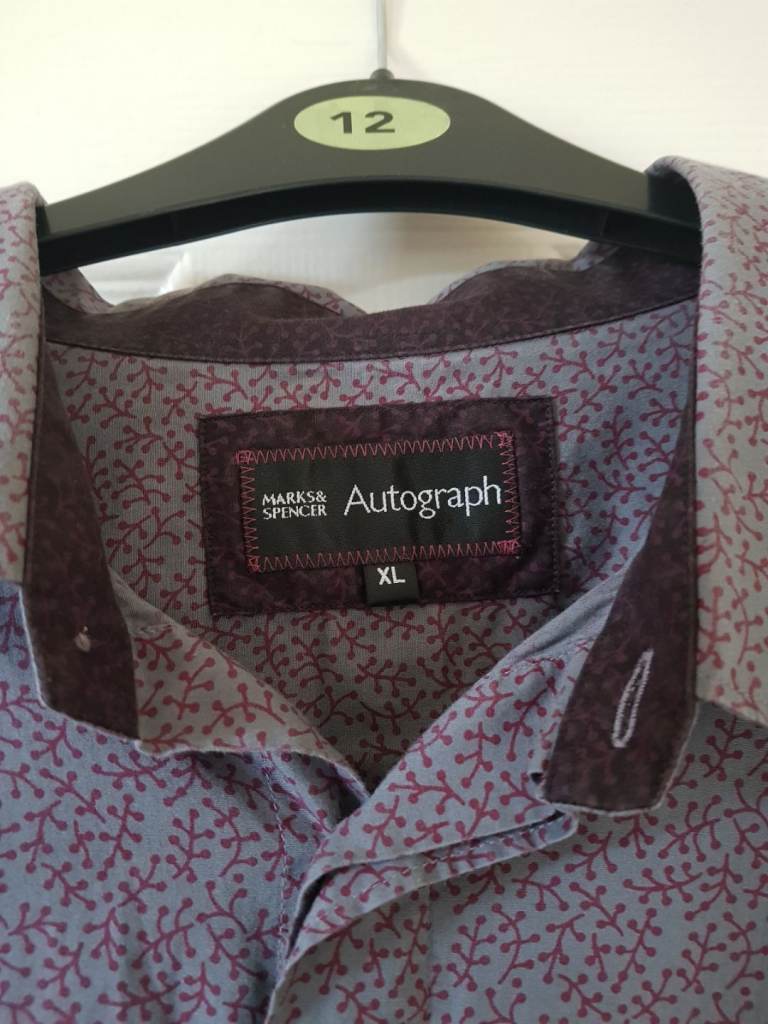 12
MARKS&
SPENCER Autograph
XL